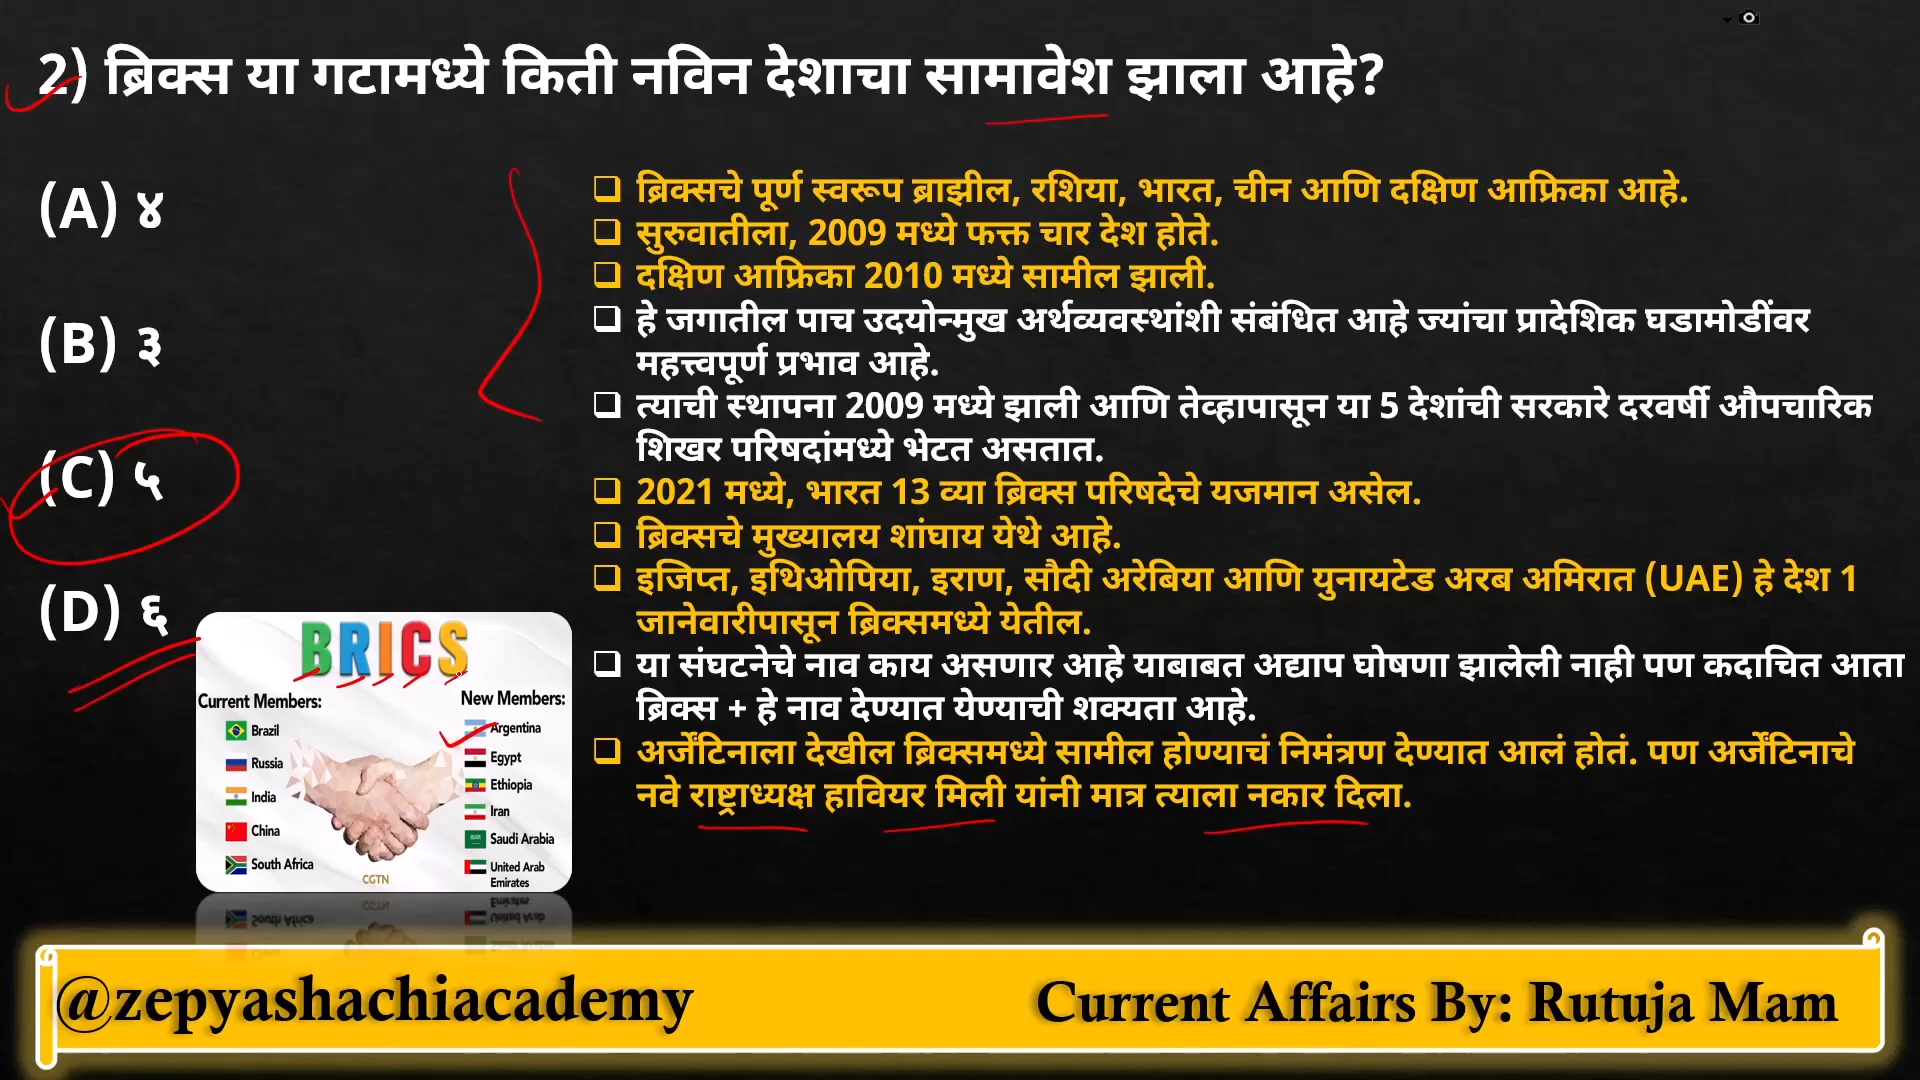 2) ब्रिक्स या गटामध्ये किती नविन देशाचा सामावेश झाला आहे?
(A) ४
(B) ३
(C) ५
(D) ६
❑ ब्रिक्सचे पूर्ण स्वरूप ब्राझील, रशिया, भारत, चीन आणि दक्षिण आफ्रिका आहे.
❑ सुरुवातीला, 2009 मध्ये फक्त चार देश होते.
❑ दक्षिण आफ्रिका 2010 मध्ये सामील झाली.
❑ हे जगातील पाच उदयोन्मुख अर्थव्यवस्थांशी संबंधित आहे ज्यांचा प्रादेशिक घडामोडींवर
महत्त्वपूर्ण प्रभाव आहे.
❑ त्याची स्थापना 2009 मध्ये झाली आणि तेव्हापासून या 5 देशांची सरकारे दरवर्षी औपचारिक
शिखर परिषदांमध्ये भेटत असतात.
❑ 2021 मध्ये, भारत 13 व्या ब्रिक्स परिषदेचे यजमान असेल.
❑ ब्रिक्सचे मुख्यालय शांघाय येथे आहे.
❑ इजिप्त, इथिओपिया, इराण, सौदी अरेबिया आणि युनायटेड अरब अमिरात (UAE) हे देश 1
जानेवारीपासून ब्रिक्समध्ये येतील.
❑ या संघटनेचे नाव काय असणार आहे याबाबत अद्याप घोषणा झालेली नाही पण कदाचित आता
ब्रिक्स + हे नाव देण्यात येण्याची शक्यता आहे.
❑ अर्जेंटिनाला देखील ब्रिक्समध्ये सामील होण्याचं निमंत्रण देण्यात आलं होतं. पण अर्जेंटिनाचे
नवे राष्ट्राध्यक्ष हावियर मिली यांनी मात्र त्याला नकार दिला.
BRICS
Current Members:
Brazil
Russia
India
China
South Africa
New Members:
Argentina
Egypt
Ethiopia
Iran
Saudi Arabia
United Arab
Emirates
CGTN
@zepyashachiacademy
Current Affairs By: Rutuja Mam